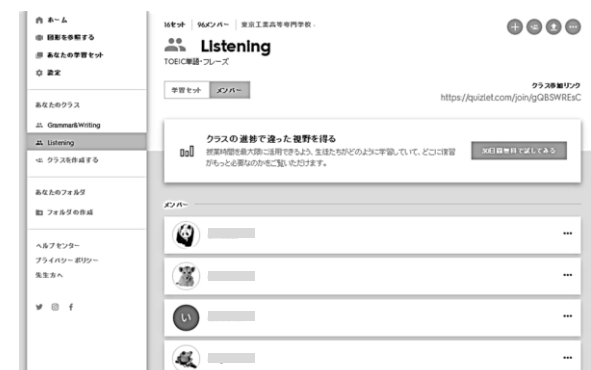 ホーム
図形を参照する
あなたの学習セット
設定
あなたのクラス
Grammar&Writing
Listening
クラスを作成する
あなたのフォルダ
フォルダの作成
ヘルプセンター
プライバシーポリシー
先生方へ
16セット 96メンバー 東京工業高等専門学校
Listening
TOEIC単語・フレーズ
学習セット メンバー
クラス参加リンク
https://quizlet.com/join/gQBSWREsC
クラスの進捗で違った視野を得る
授業時間を最大限に活用できるよう、生徒たちがどのように学習していて、どこに復習
がもっと必要なのかをご覧いただけます。
30日間無料で試してみる
メンバー
い